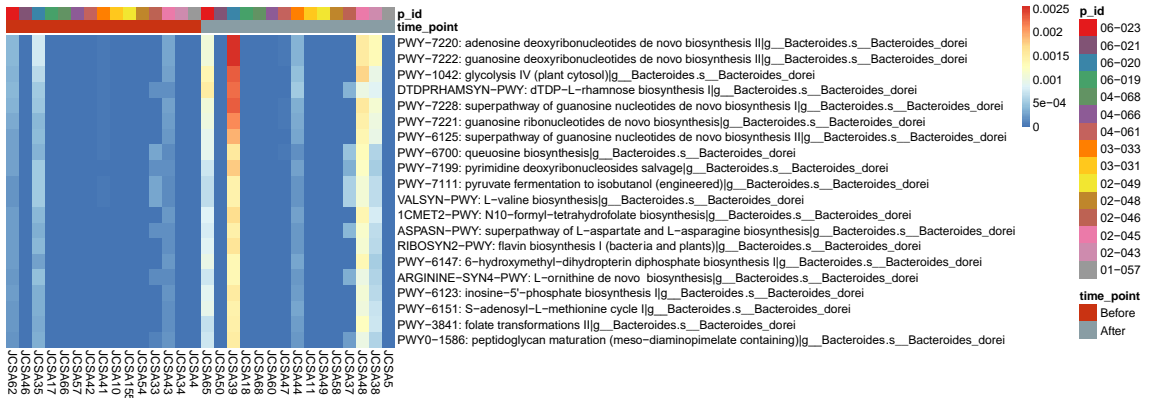 p_id
time_point
PWY−7220: adenosine deoxyribonucleotides de novo biosynthesis II|g__Bacteroides.s__Bacteroides_dorei
PWY−7222: guanosine deoxyribonucleotides de novo biosynthesis II|g__Bacteroides.s__Bacteroides_dorei
PWY−1042: glycolysis IV (plant cytosol)|g__Bacteroides.s__Bacteroides_dorei
DTDPRHAMSYN−PWY: dTDP−L−rhamnose biosynthesis I|g__Bacteroides.s__Bacteroides_dorei
PWY−7228: superpathway of guanosine nucleotides de novo biosynthesis I|g__Bacteroides.s__Bacteroides_dorei
PWY−7221: guanosine ribonucleotides de novo biosynthesis|g__Bacteroides.s__Bacteroides_dorei
PWY−6125: superpathway of guanosine nucleotides de novo biosynthesis II|g__Bacteroides.s__Bacteroides_dorei
PWY−6700: queuosine biosynthesis|g__Bacteroides.s__Bacteroides_dorei
PWY−7199: pyrimidine deoxyribonucleosides salvage|g__Bacteroides.s__Bacteroides_dorei
PWY−7111: pyruvate fermentation to isobutanol (engineered)|g__Bacteroides.s__Bacteroides_dorei
VALSYN−PWY: L−valine biosynthesis|g__Bacteroides.s__Bacteroides_dorei
1CMET2−PWY: N10−formyl−tetrahydrofolate biosynthesis|g__Bacteroides.s__Bacteroides_dorei
ASPASN−PWY: superpathway of L−aspartate and L−asparagine biosynthesis|g__Bacteroides.s__Bacteroides_dorei
RIBOSYN2−PWY: flavin biosynthesis I (bacteria and plants)|g__Bacteroides.s__Bacteroides_dorei
PWY−6147: 6−hydroxymethyl−dihydropterin diphosphate biosynthesis I|g__Bacteroides.s__Bacteroides_dorei
ARGININE−SYN4−PWY: L−ornithine de novo  biosynthesis|g__Bacteroides.s__Bacteroides_dorei
PWY−6123: inosine−5'−phosphate biosynthesis I|g__Bacteroides.s__Bacteroides_dorei
PWY−6151: S−adenosyl−L−methionine cycle I|g__Bacteroides.s__Bacteroides_dorei
PWY−3841: folate transformations II|g__Bacteroides.s__Bacteroides_dorei
PWY0−1586: peptidoglycan maturation (meso−diaminopimelate containing)|g__Bacteroides.s__Bacteroides_dorei
JCSA62
JCSA46
JCSA35
JCSA17
JCSA66
JCSA57
JCSA42
JCSA41
JCSA10
JCSA155
JCSA54
JCSA33
JCSA43
JCSA34
JCSA4
JCSA65
JCSA50
JCSA39
JCSA18
JCSA68
JCSA60
JCSA47
JCSA44
JCSA11
JCSA49
JCSA58
JCSA37
JCSA48
JCSA38
JCSA5
0.0025
0.002
0.0015
0.001
5e−04
0
p_id
06−023
06−021
06−020
06−019
04−068
04−066
04−061
04−033
03−031
02−049
02−048
02−046
02−045
02−043
01−057
time_point
Before
After